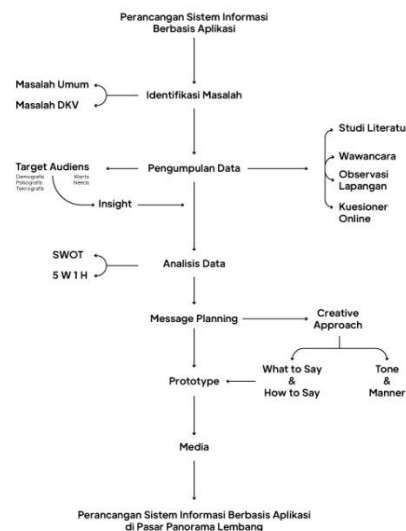 Perancangan Sistem Informasi
Berbasis Aplikasi
Masalah Umum
Masalah DKV
Identifikasi Masalah
Studi Literatu
Wawancara
Observasi
Lapangan
Kuesioner
Online
Pengumpulan Data
Target Audiens
Demografis Wants
Psikografis Needs
Teknografis
Insight
SWOT
5 W 1 H
Analisis Data
Message Planning
Creative
Approach
What to Say
&
How to Say
Tone
&
Manner
Prototype
Media
Perancangan Sistem Informasi Berbasis Aplikasi
di Pasar Panorama Lembang